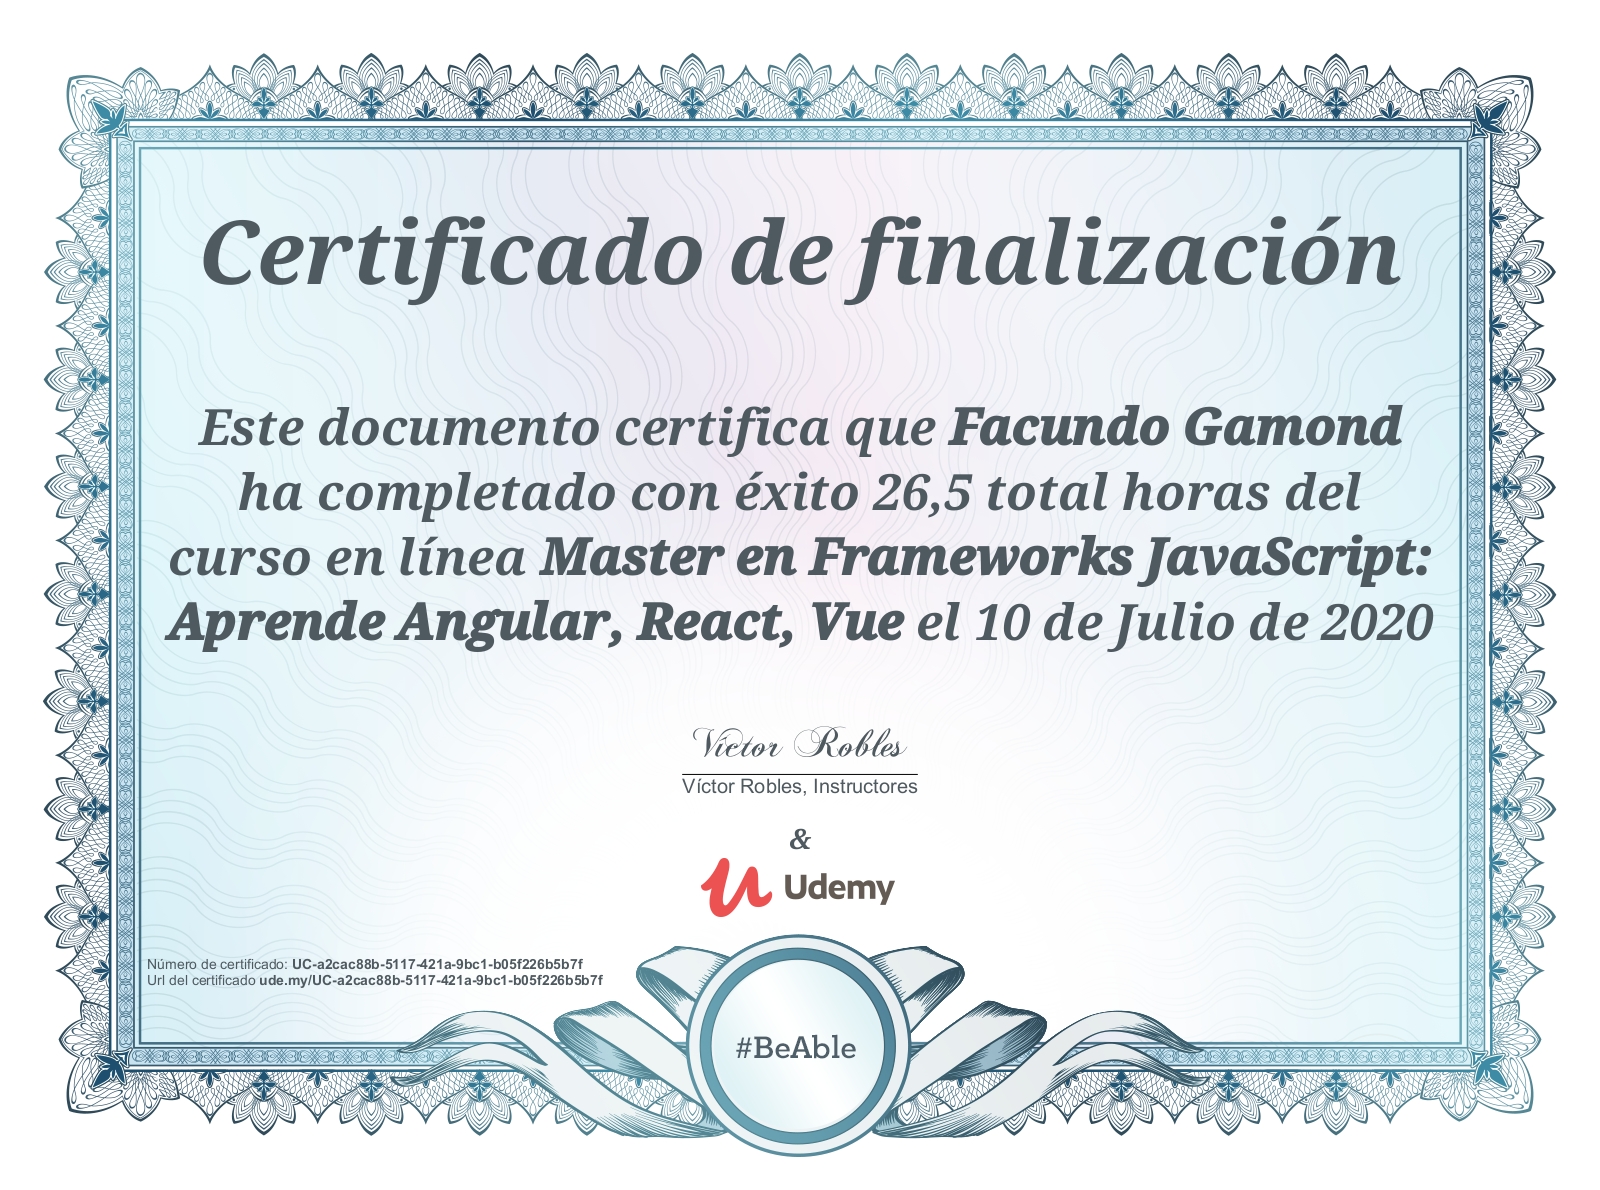 Certificado de finalización
Este documento certifica que Facundo Gamond
ha completado con éxito 26,5 total horas del
curso en línea Master en Frameworks JavaScript:
Aprende Angular, React, Vue el 10 de Julio de 2020
Víctor Robles
Víctor Robles, Instructores
&
Udemy
Número de certificado: UC-a2cac88b-5117-421a-9bc1-b05f226b5b7f
Url del certificado ude.my/UC-a2cac88b-5117-421a-9bc1-b05f226b5b7f
#BeAble